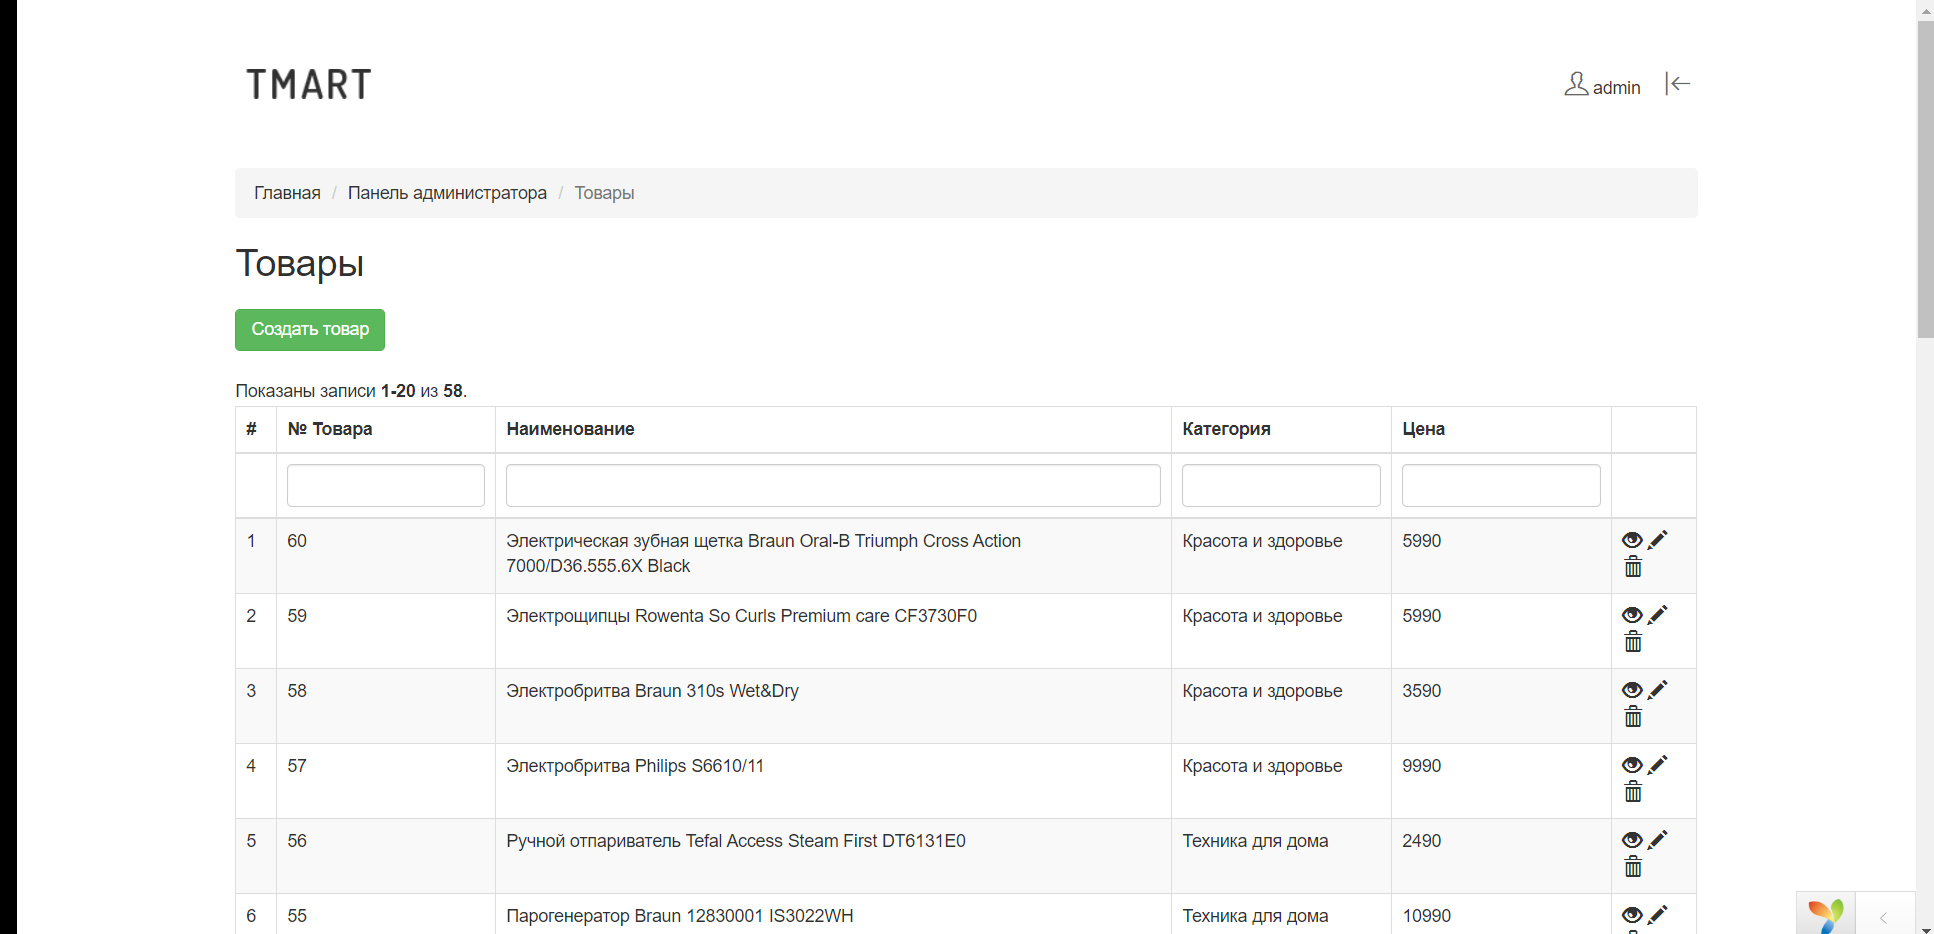 TMART
admin
Главная / Панель администратора / Товары
Товары
Создать товар
Показаны записи 1-20 из 58.
# № Товара Наименование Категория Цена
1 60 Электрическая зубная щетка Braun Oral-B Triumph Cross Action 7000/D36.555.6X Black Красота и здоровье 5990
2 59 Электрощипцы Rowenta So Curls Premium care CF3730F0 Красота и здоровье 5990
3 58 Электробритва Braun 310s Wet&Dry Красота и здоровье 3590
4 57 Электробритва Philips S6610/11 Красота и здоровье 9990
5 56 Ручной отпариватель Tefal Access Steam First DT6131E0 Техника для дома 2490
6 55 Парогенератор Braun 12830001 IS3022WH Техника для дома 10990